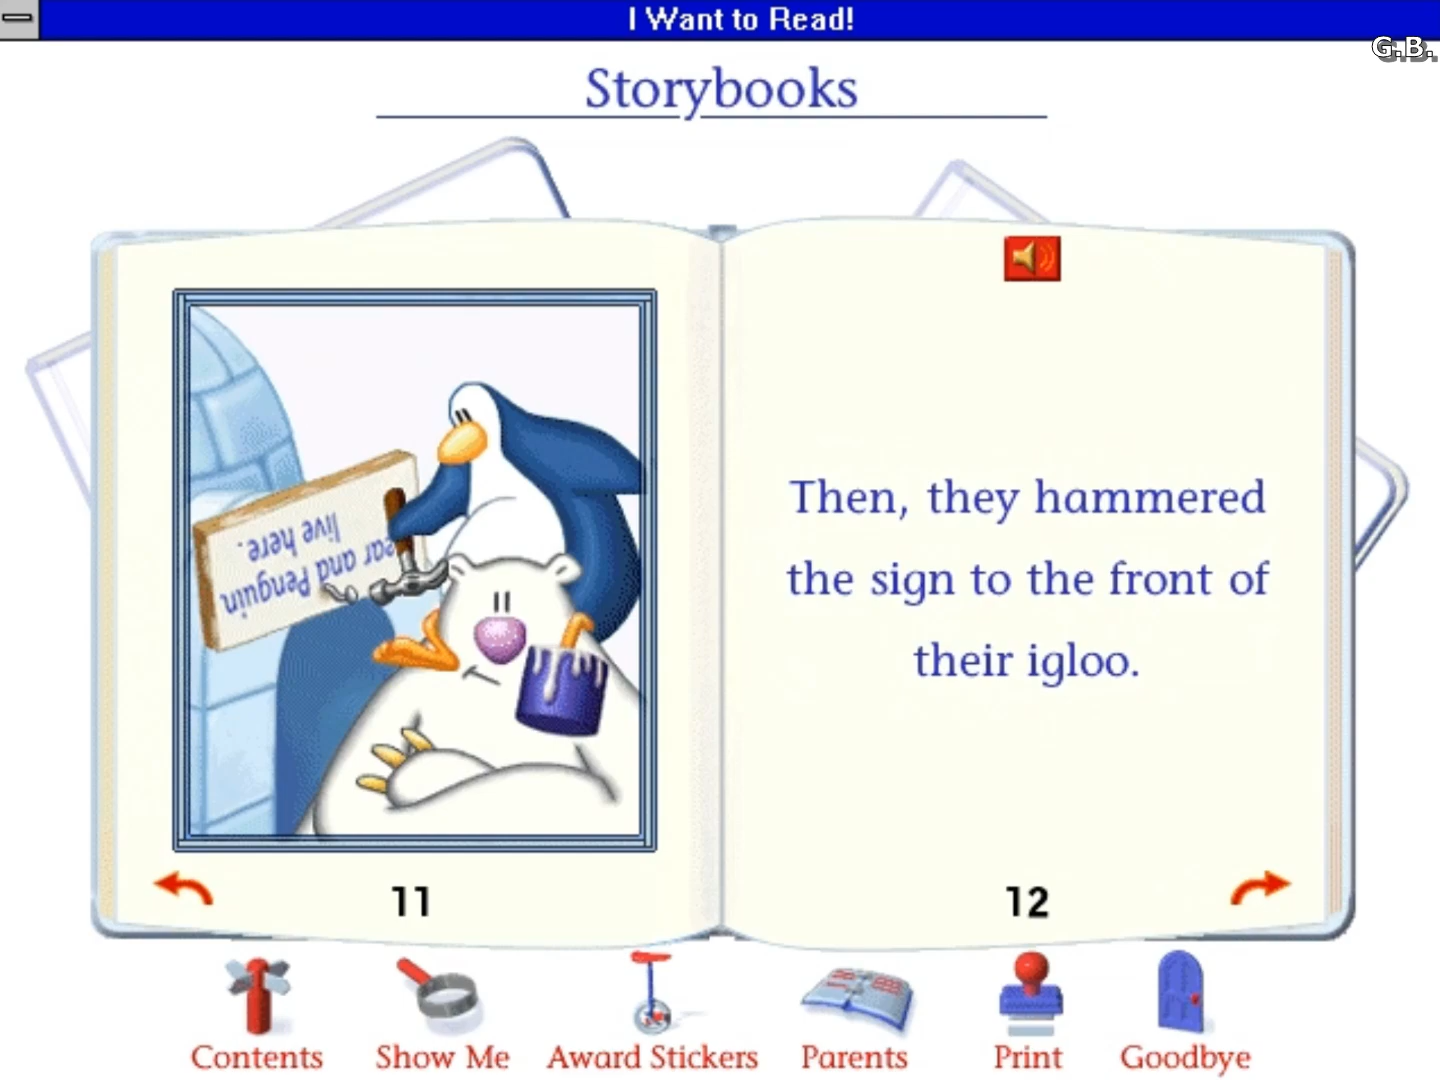 I Want to Read!
G.B.
Storybooks
ear and Penguin
live here.
Then, they hammered
the sign to the front of
their igloo.
11
12
Contents
Show Me
Award Stickers
Parents
Print
Goodbye